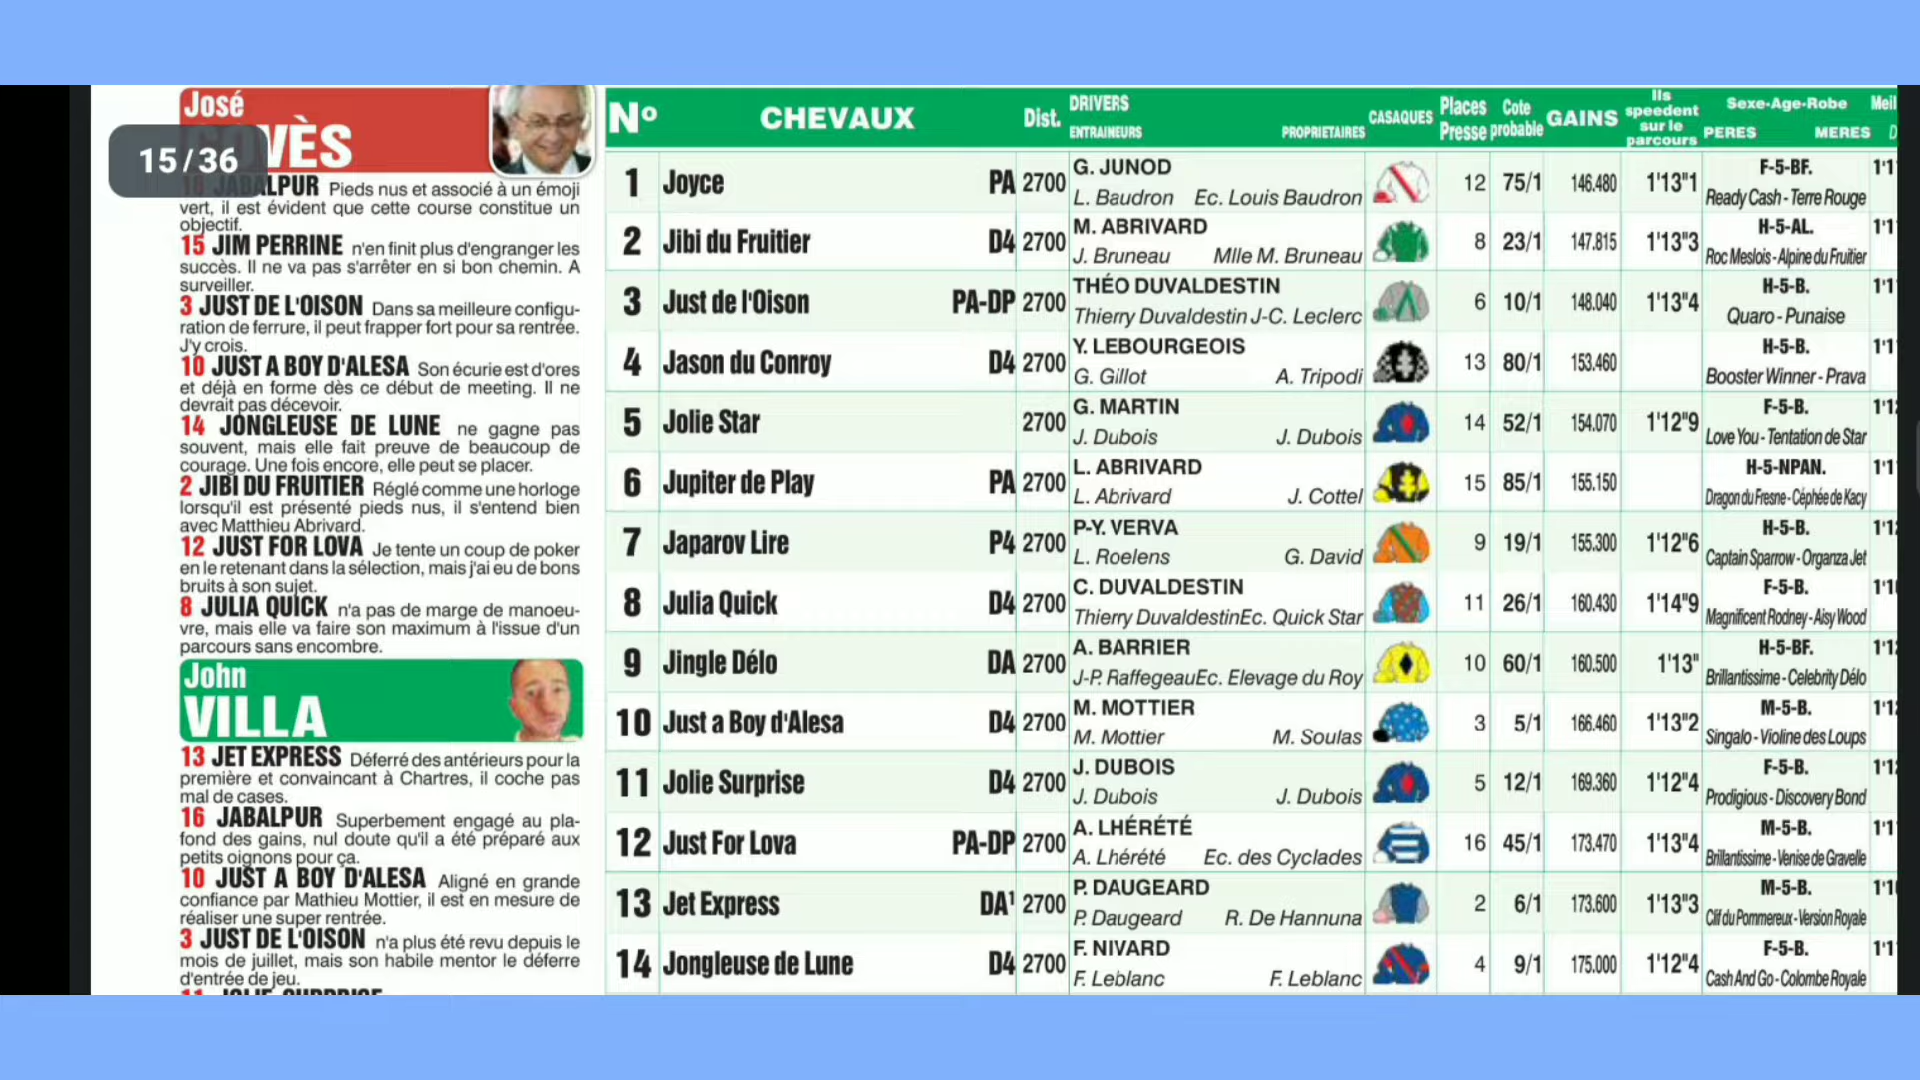 José
VÈS
15/36
JABALPUR Pieds nus et associé à un émoji
vert, il est évident que cette course constitue un
objectif.
15 JIM PERRINE n'en finit plus d'engranger les
succès. Il ne va pas s'arrêter en si bon chemin. A
surveiller.
3 JUST DE L'OISON Dans sa meilleure configu-
ration de ferrure, il peut frapper fort pour sa rentrée.
J'y crois.
10 JUST A BOY D'ALESA Son écurie est d'ores
et déjà en forme dès ce début de meeting. Il ne
devrait pas décevoir.
14 JONGLEUSE DE LUNE ne gagne pas
souvent, mais elle fait preuve de beaucoup de
courage. Une fois encore, elle peut se placer.
2 JIBI DU FRUITIER Réglé comme une horloge
lorsqu'il est présenté pieds nus, il s'entend bien
avec Matthieu Abrivard.
12 JUST FOR LOVA Je tente un coup de poker
en le retenant dans la sélection, mais j'ai eu de bons
bruits à son sujet.
8 JULIA QUICK n'a pas de marge de manoeu-
vre, mais elle va faire son maximum à l'issue d'un
parcours sans encombre.
John
VILLA
13 JET EXPRESS Déferré des antérieurs pour la
première et convaincant à Chartres, il coche pas
mal de cases.
16 JABALPUR Superbement engagé au pla-
fond des gains, nul doute qu'il a été préparé aux
petits oignons pour ça.
10 JUST A BOY D'ALESA Aligné en grande
confiance par Mathieu Mottier, il est en mesure de
réaliser une super rentrée.
3 JUST DE L'OISON n'a plus été revu depuis le
mois de juillet, mais son habile mentor le déferre
d'entrée de jeu.
Nº CHEVAUX Dist. DRIVERS ENTRAINEURS PROPRIETAIRES CASAQUES Places Presse Cote probable GAINS Ils speedent sur le parcours Sexe-Age-Robe PERES MERES Meil
1 Joyce PA 2700 G. JUNOD 12 75/1 146.480 1'13"1 F-5-BF. 1'1
L. Baudron Ec. Louis Baudron Ready Cash - Terre Rouge
2 Jibi du Fruitier D4 2700 M. ABRIVARD 8 23/1 147.815 1'13"3 H-5-AL. 1'1
J. Bruneau Mlle M. Bruneau Roc Meslois - Alpine du Fruitier
3 Just de l'Oison PA-DP 2700 THÉO DUVALDESTIN 6 10/1 148.040 1'13"4 H-5-B. 1'1
Thierry Duvaldestin J-C. Leclerc Quaro - Punaise
4 Jason du Conroy D4 2700 Y. LEBOURGEOIS 13 80/1 153.460 H-5-B. 1'1
G. Gillot A. Tripodi Booster Winner - Prava
5 Jolie Star 2700 G. MARTIN 14 52/1 154.070 1'12"9 F-5-B. 1'1
J. Dubois J. Dubois Love You - Tentation de Star
6 Jupiter de Play PA 2700 L. ABRIVARD 15 85/1 155.150 H-5-NPAN. 1'1
L. Abrivard J. Cottel Dragon du Fresne - Céphée de Kacy
7 Japarov Lire P4 2700 P-Y. VERVA 9 19/1 155.300 1'12"6 H-5-B. 1'1
L. Roelens G. David Captain Sparrow - Organza Jet
8 Julia Quick D4 2700 C. DUVALDESTIN 11 26/1 160.430 1'14"9 F-5-B. 1'1
Thierry Duvaldestin Ec. Quick Star Magnificent Rodney - Aisy Wood
9 Jingle Délo DA 2700 A. BARRIER 10 60/1 160.500 1'13" H-5-BF. 1'1
J-P. Raffegeau Ec. Elevage du Roy Brillantissime - Celebrity Délo
10 Just a Boy d'Alesa D4 2700 M. MOTTIER 3 5/1 166.460 1'13"2 M-5-B. 1'1
M. Mottier M. Soulas Singalo - Violine des Loups
11 Jolie Surprise D4 2700 J. DUBOIS 5 12/1 169.360 1'12"4 F-5-B. 1'1
J. Dubois J. Dubois Prodigious - Discovery Bond
12 Just For Lova PA-DP 2700 A. LHÉRÉTÉ 16 45/1 173.470 1'13"4 M-5-B. 1'1
A. Lhérété Ec. des Cyclades Brillantissime - Venise de Gravelle
13 Jet Express DA¹ 2700 P. DAUGEARD 2 6/1 173.600 1'13"3 M-5-B. 1'1
P. Daugeard R. De Hannuna Clif du Pommereux - Version Royale
14 Jongleuse de Lune D4 2700 F. NIVARD 4 9/1 175.000 1'12"4 F-5-B. 1'1
F. Leblanc F. Leblanc Cash And Go - Colombe Royale